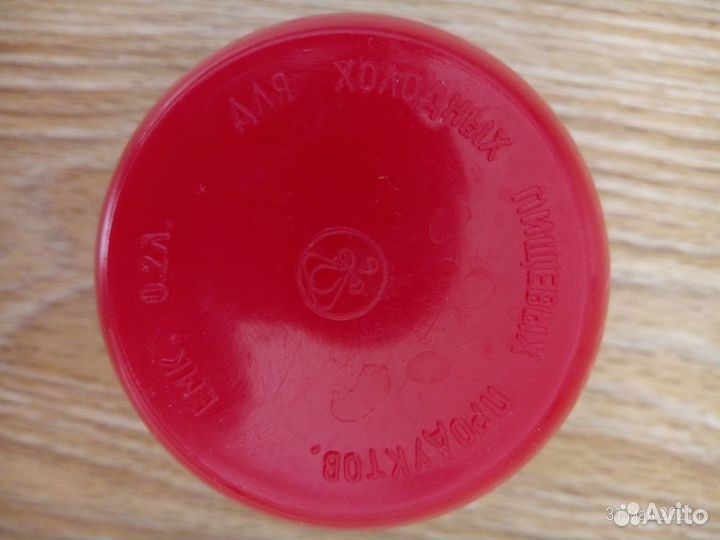 ДЛЯ ХОЛОДНЫХ ПИЩЕВЫХ ПРОДУКТОВ.
ЕМК. 0.2Л.
Avito